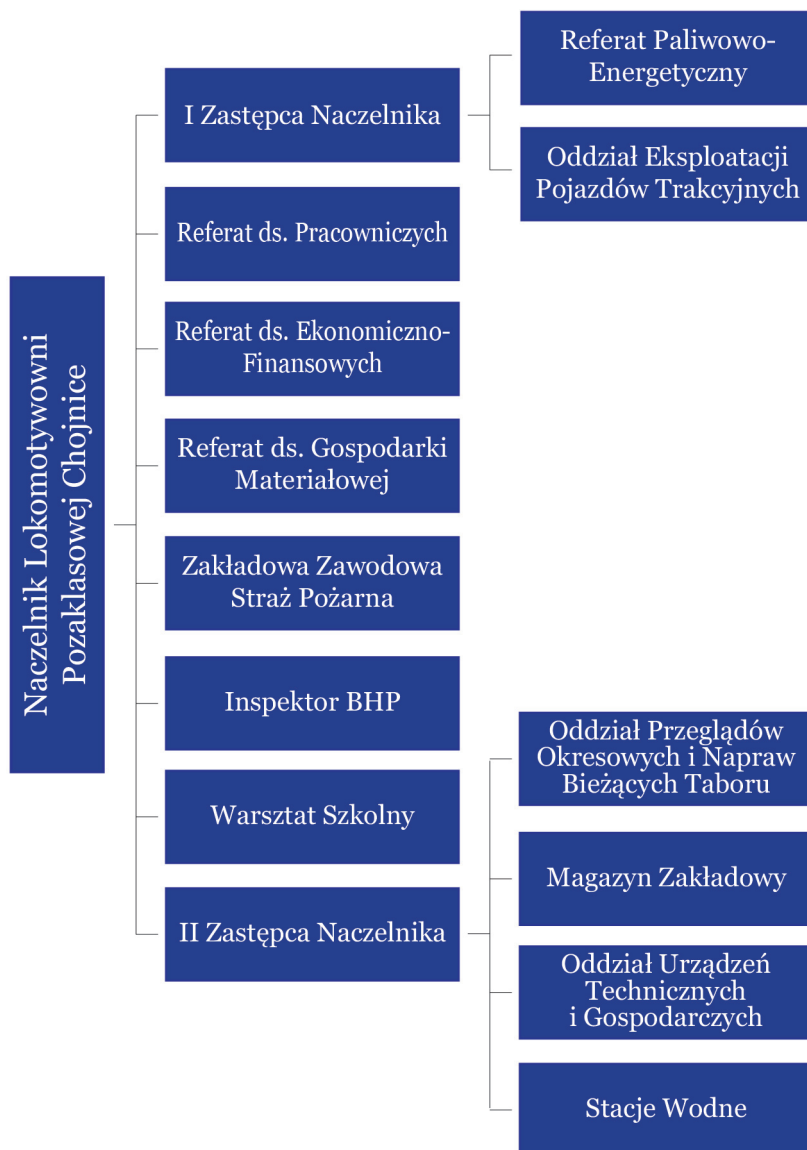 Naczelnik Lokomotywowni
Pozaklasowej Chojnice
I Zastępca Naczelnika
Referat Paliwowo-
Energetyczny
Oddział Eksploatacji
Pojazdów Trakcyjnych
Referat ds. Pracowniczych
Referat ds. Ekonomiczno-
Finansowych
Referat ds. Gospodarki
Materiałowej
Zakładowa Zawodowa
Straż Pożarna
Inspektor BHP
Warsztat Szkolny
II Zastępca Naczelnika
Oddział Przeglądów
Okresowych i Napraw
Bieżących Taboru
Magazyn Zakładowy
Oddział Urządzeń
Technicznych
i Gospodarczych
Stacje Wodne